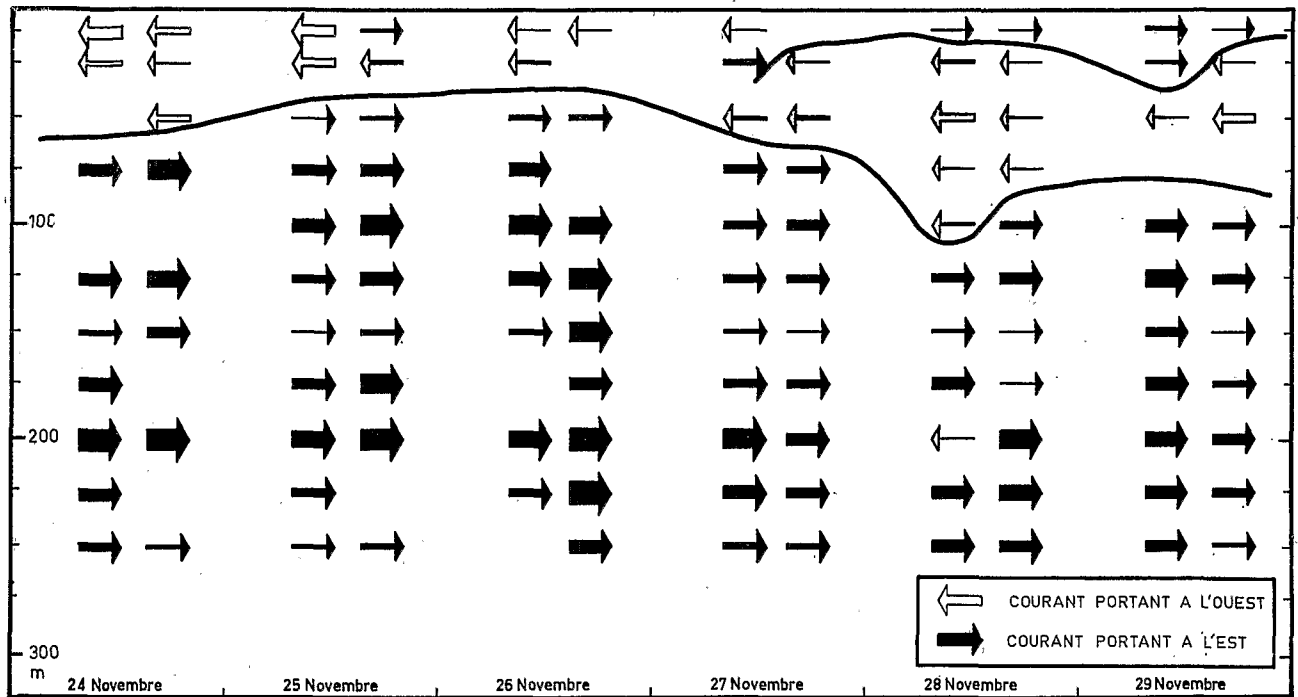 100
200
300
m
24 Novembre
25 Novembre
26 Novembre
27 Novembre
28 Novembre
29 Novembre
COURANT PORTANT A L'OUEST
COURANT PORTANT A L'EST